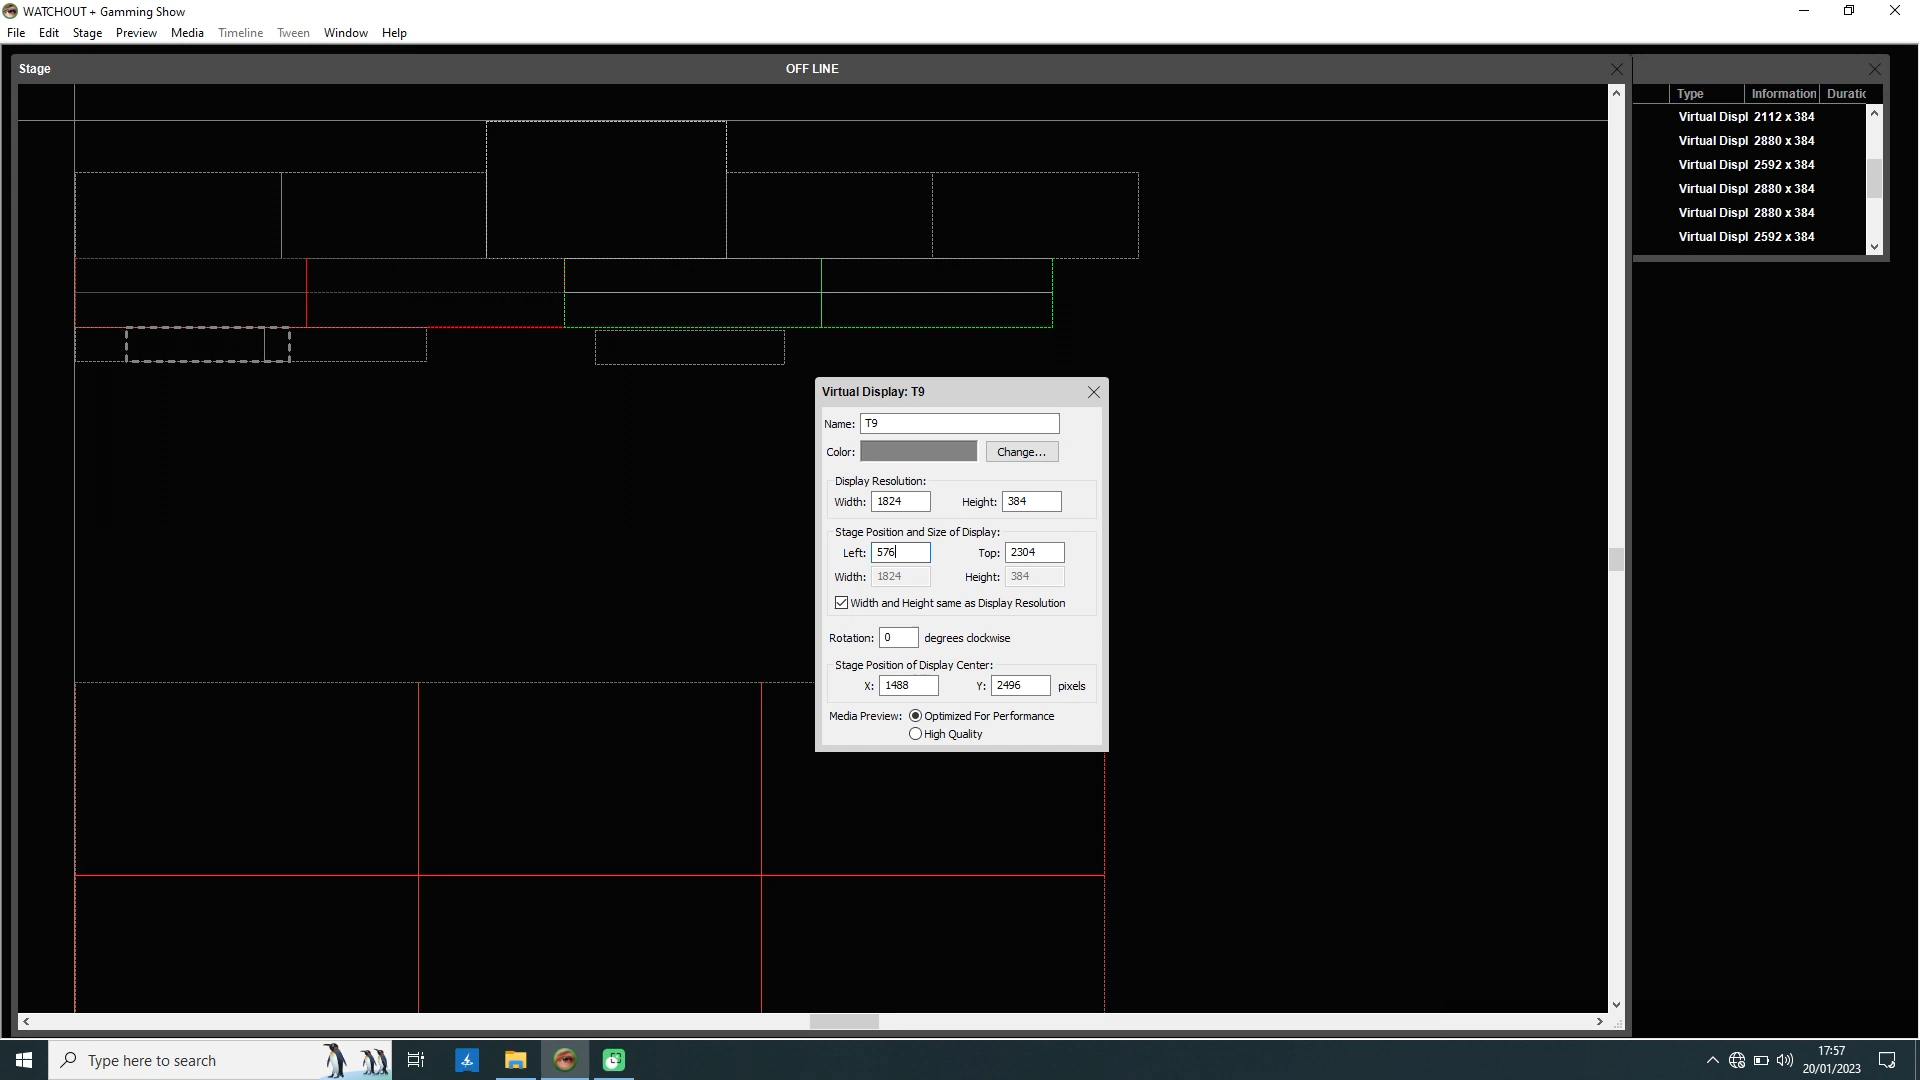 WATCHOUT + Gamming Show
File Edit Stage Preview Media Timeline Tween Window Help
Stage OFF LINE
Type Information Duratic
Virtual Displ 2112 x 384
Virtual Displ 2880 x 384
Virtual Displ 2592 x 384
Virtual Displ 2880 x 384
Virtual Displ 2880 x 384
Virtual Displ 2592 x 384
Virtual Display: T9
Name: T9
Color: Change...
Display Resolution:
Width: 1824 Height: 384
Stage Position and Size of Display:
Left: 576 Top: 2304
Width: 1824 Height: 384
Width and Height same as Display Resolution
Rotation: 0 degrees clockwise
Stage Position of Display Center:
X: 1488 Y: 2496 pixels
Media Preview: Optimized For Performance
High Quality
Type here to search
17:57
20/01/2023